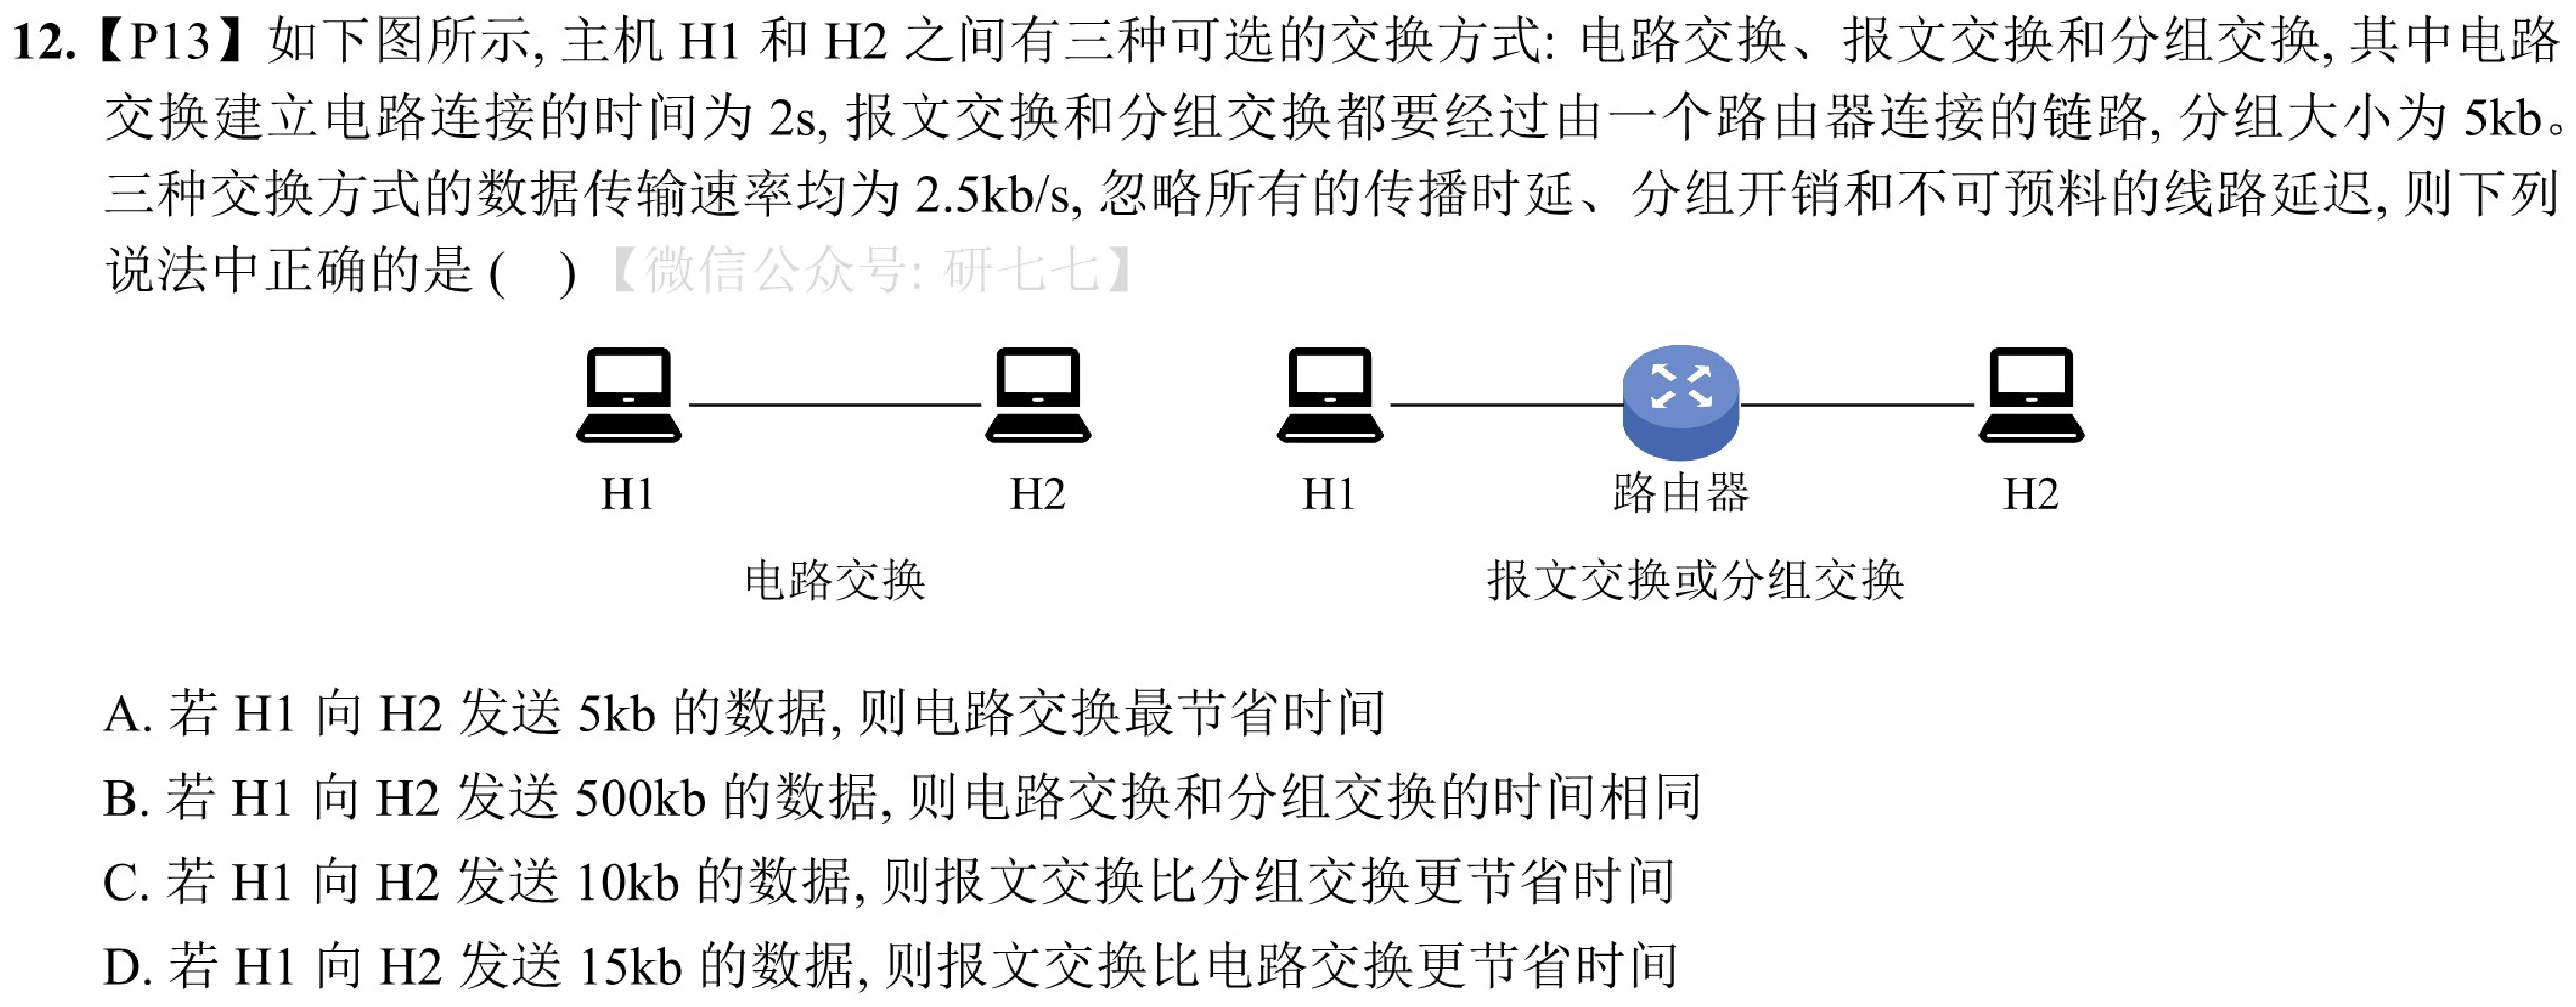 12.【P13】如下图所示, 主机 H1 和 H2 之间有三种可选的交换方式: 电路交换、报文交换和分组交换, 其中电路
交换建立电路连接的时间为 2s, 报文交换和分组交换都要经过由一个路由器连接的链路, 分组大小为 5kb。
三种交换方式的数据传输速率均为 2.5kb/s, 忽略所有的传播时延、分组开销和不可预料的线路延迟, 则下列
说法中正确的是 ( ) 【微信公众号: 研七七】
H1 H2 H1 路由器 H2
电路交换 报文交换或分组交换
A. 若 H1 向 H2 发送 5kb 的数据, 则电路交换最节省时间
B. 若 H1 向 H2 发送 500kb 的数据, 则电路交换和分组交换的时间相同
C. 若 H1 向 H2 发送 10kb 的数据, 则报文交换比分组交换更节省时间
D. 若 H1 向 H2 发送 15kb 的数据, 则报文交换比电路交换更节省时间